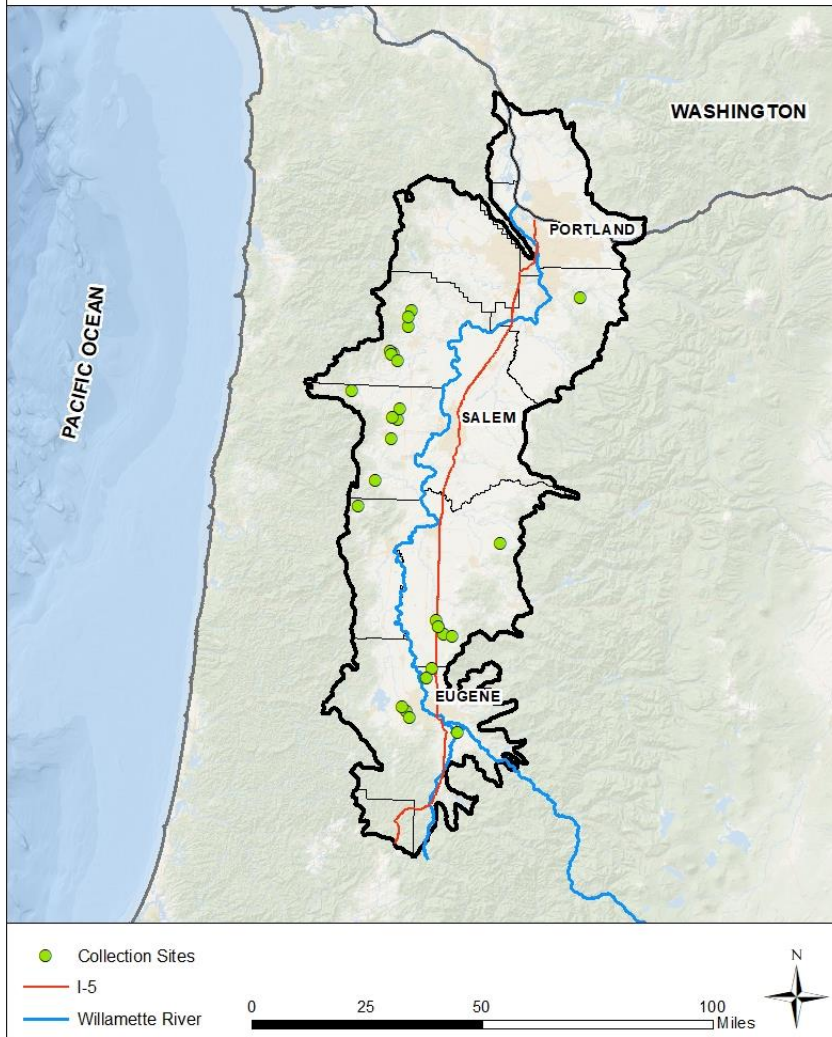 WASHINGTON
PORTLAND
PACIFIC OCEAN
SALEM
EUGENE
Collection Sites
I-5
Willamette River
0 25 50 100
Miles
N